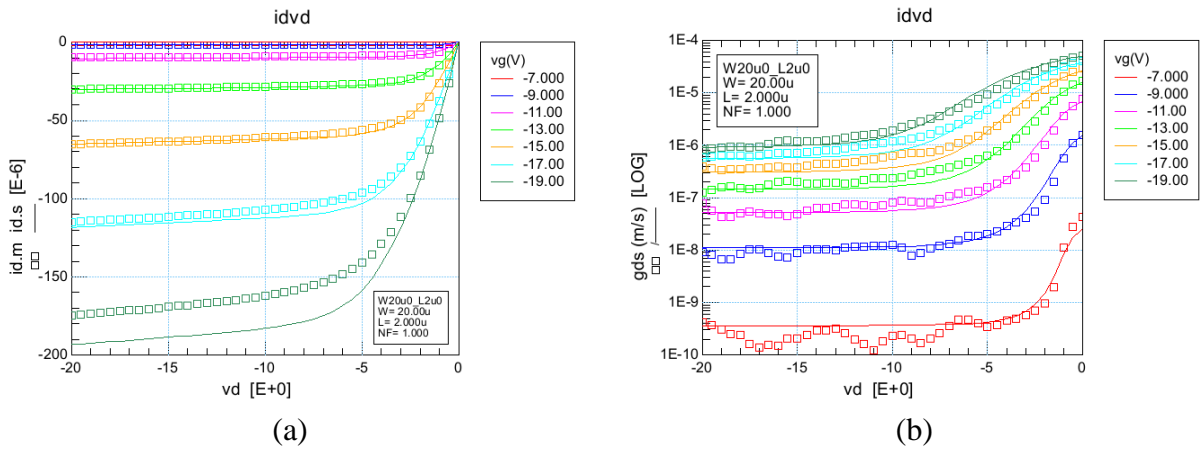 idvd
id.m id.s [E-6]
0
-50
-100
-150
-200
-20
-15
-10
-5
0
vd [E+0]
W20u0_L2u0
W= 20.00u
L= 2.000u
NF= 1.000
vg(V)
-7.000
-9.000
-11.00
-13.00
-15.00
-17.00
-19.00
(a)
idvd
gds (m/s) [LOG]
1E-4
1E-5
1E-6
1E-7
1E-8
1E-9
1E-10
-20
-15
-10
-5
0
vd [E+0]
W20u0_L2u0
W= 20.00u
L= 2.000u
NF= 1.000
vg(V)
-7.000
-9.000
-11.00
-13.00
-15.00
-17.00
-19.00
(b)